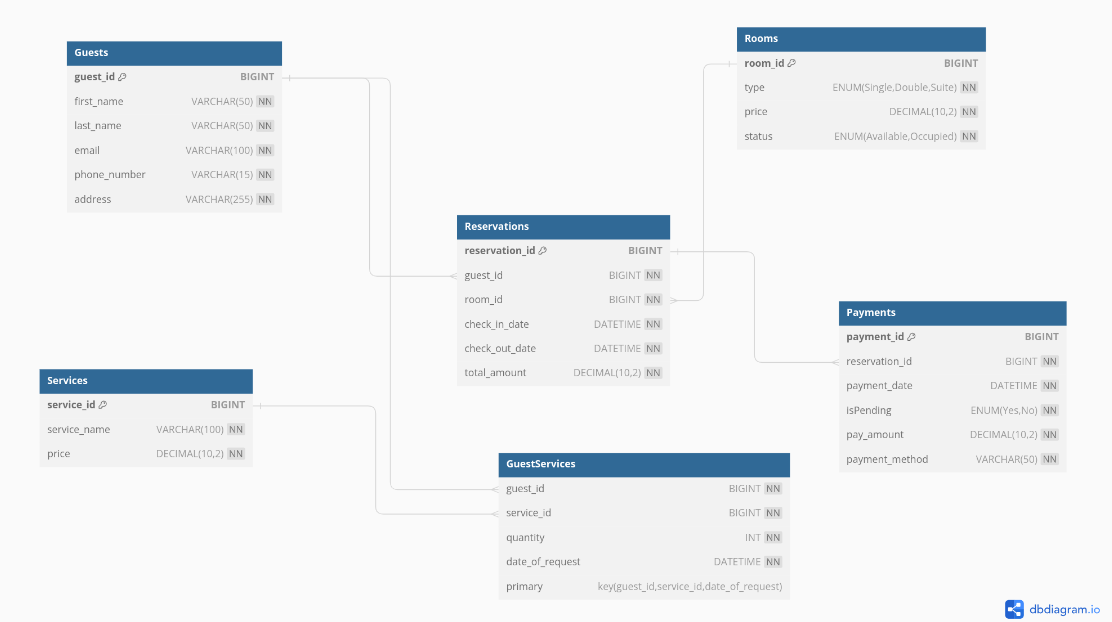 Guests
guest_id BIGINT
first_name VARCHAR(50) NN
last_name VARCHAR(50) NN
email VARCHAR(100) NN
phone_number VARCHAR(15) NN
address VARCHAR(255) NN
Rooms
room_id BIGINT
type ENUM(Single,Double,Suite) NN
price DECIMAL(10,2) NN
status ENUM(Available,Occupied) NN
Reservations
reservation_id BIGINT
guest_id BIGINT NN
room_id BIGINT NN
check_in_date DATETIME NN
check_out_date DATETIME NN
total_amount DECIMAL(10,2) NN
Payments
payment_id BIGINT
reservation_id BIGINT NN
payment_date DATETIME NN
isPending ENUM(Yes,No) NN
pay_amount DECIMAL(10,2) NN
payment_method VARCHAR(50) NN
Services
service_id BIGINT
service_name VARCHAR(100) NN
price DECIMAL(10,2) NN
GuestServices
guest_id BIGINT NN
service_id BIGINT NN
quantity INT NN
date_of_request DATETIME NN
primary key(guest_id,service_id,date_of_request)
dbdiagram.io